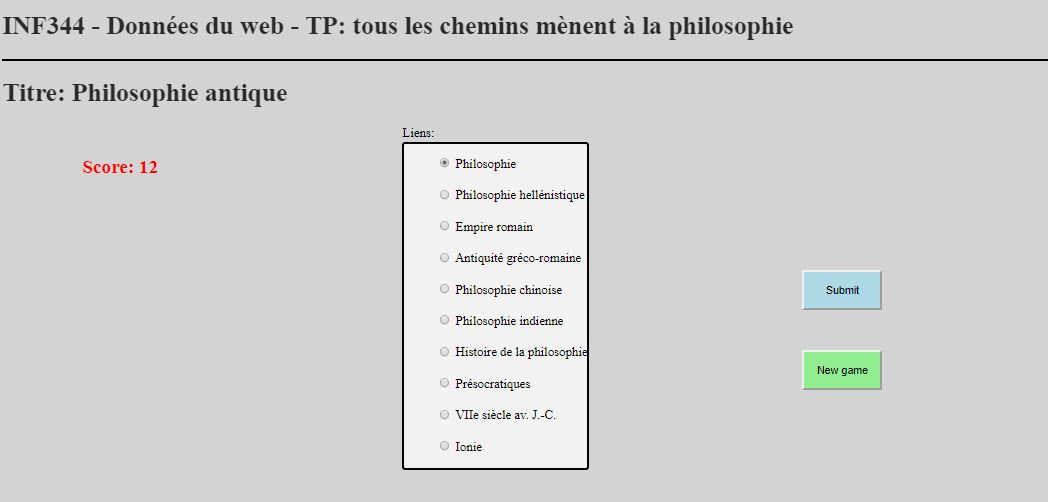 INF344 - Données du web - TP: tous les chemins mènent à la philosophie
Titre: Philosophie antique
Liens:
Score: 12
Philosophie
Philosophie hellénistique
Empire romain
Antiquité gréco-romaine
Philosophie chinoise
Philosophie indienne
Histoire de la philosophie
Présocratiques
VIIe siècle av. J.-C.
Ionie
Submit
New game